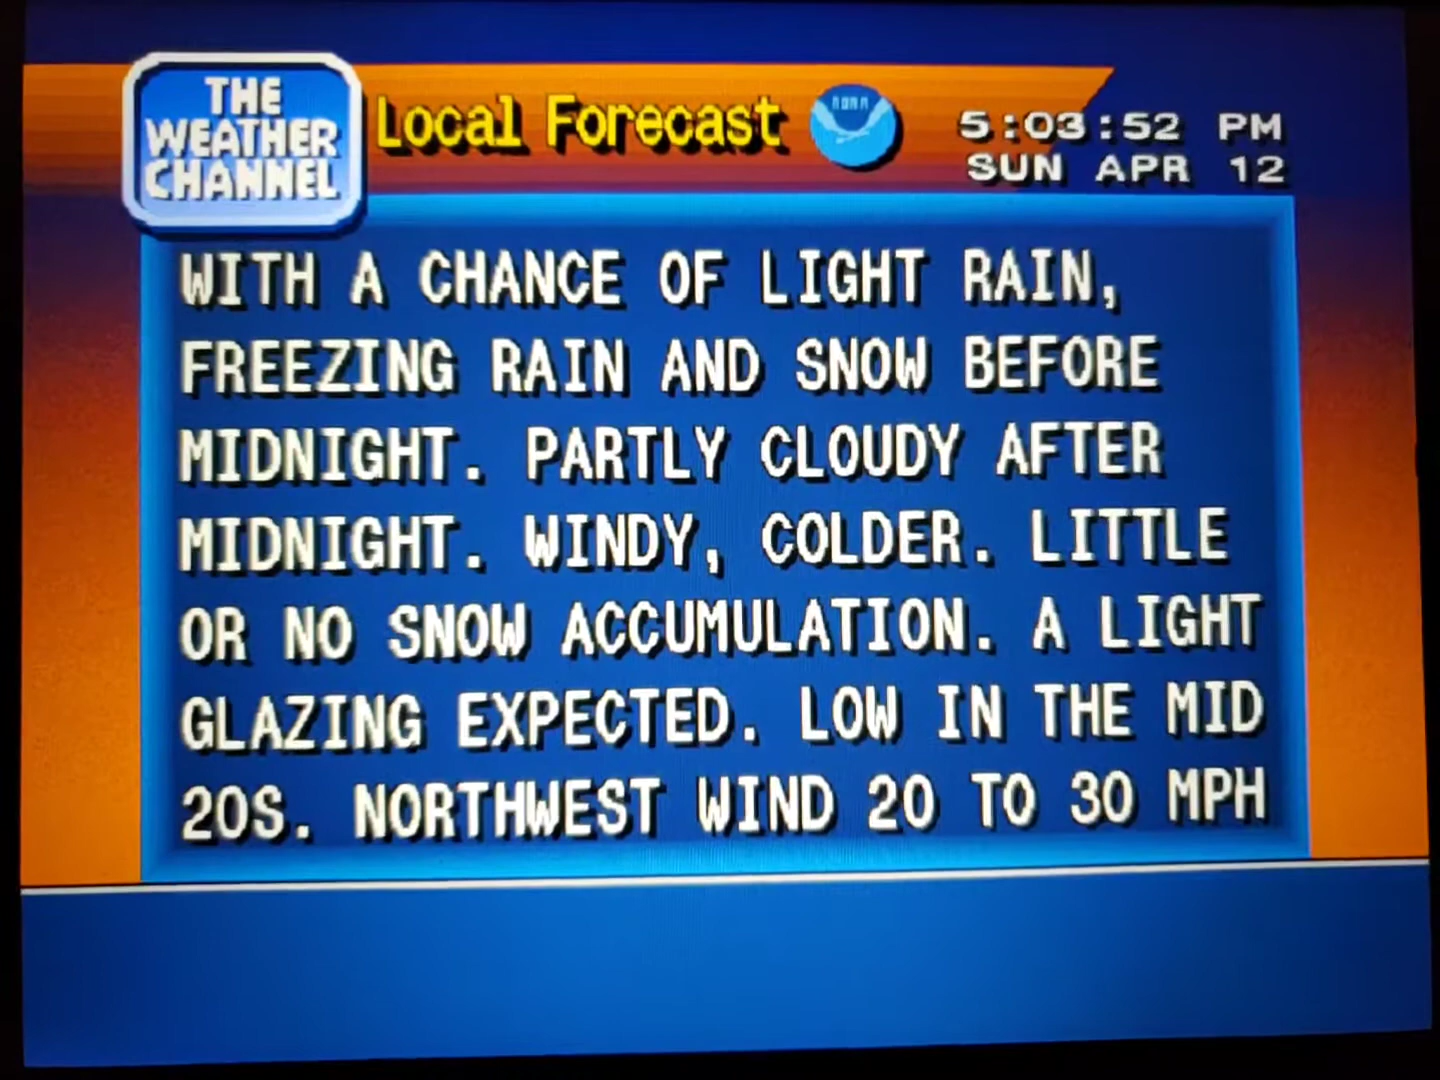 THE
WEATHER
CHANNEL
Local Forecast
NOAA
5:03:52 PM
SUN APR 12
WITH A CHANCE OF LIGHT RAIN,
FREEZING RAIN AND SNOW BEFORE
MIDNIGHT. PARTLY CLOUDY AFTER
MIDNIGHT. WINDY, COLDER. LITTLE
OR NO SNOW ACCUMULATION. A LIGHT
GLAZING EXPECTED. LOW IN THE MID
20S. NORTHWEST WIND 20 TO 30 MPH